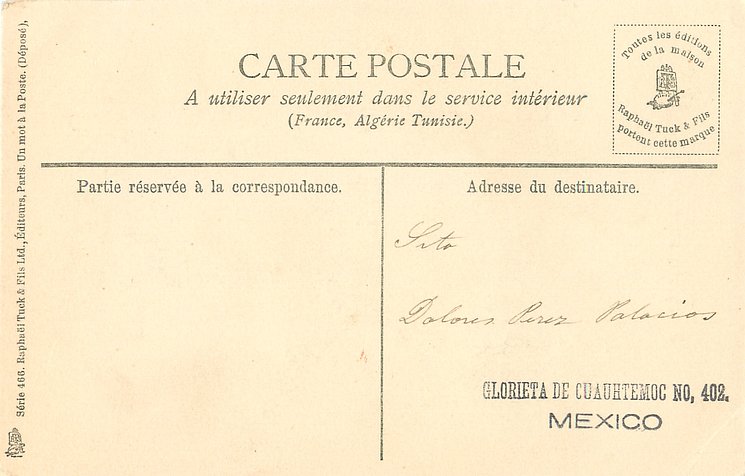 CARTE POSTALE
A utiliser seulement dans le service intérieur
(France, Algérie Tunisie.)
Toutes les éditions
de la maison
Raphaël Tuck & Fils
portent cette marque
Partie réservée à la correspondance.
Adresse du destinataire.
Srta
Dolores Perez Palacios
GLORIETA DE CUAUHTEMOC NO, 402.
MEXICO
Série 466. Raphaël Tuck & Fils Ltd., Éditeurs, Paris. Un mot à la Poste. (Déposé),